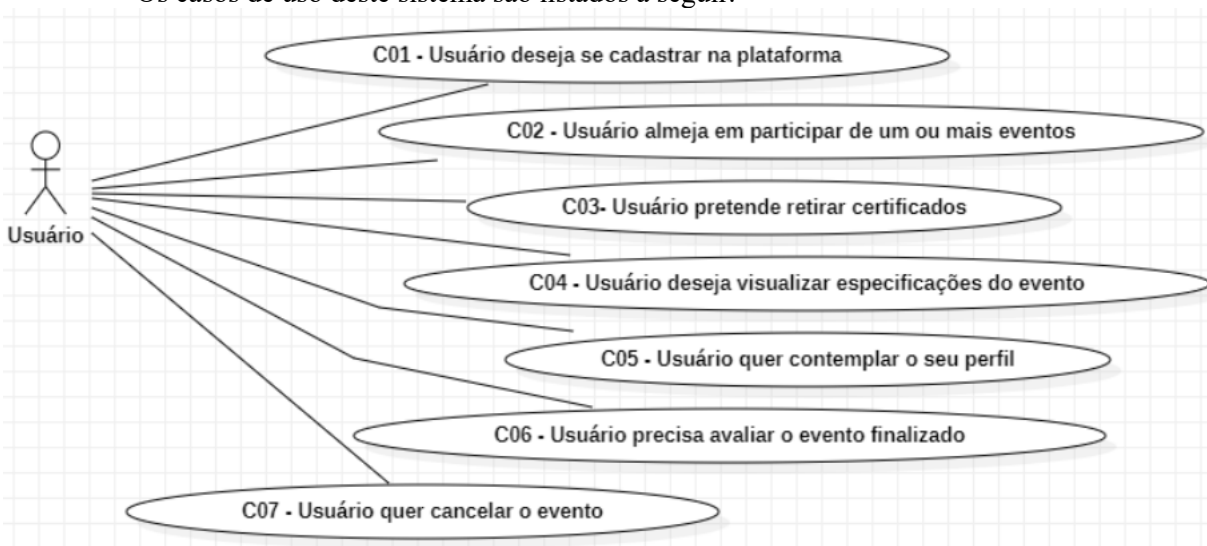 Os casos de uso deste sistema são listados a seguir:
C01 - Usuário deseja se cadastrar na plataforma
C02 - Usuário almeja em participar de um ou mais eventos
C03- Usuário pretende retirar certificados
Usuário
C04 - Usuário deseja visualizar especificações do evento
C05 - Usuário quer contemplar o seu perfil
C06 - Usuário precisa avaliar o evento finalizado
C07 - Usuário quer cancelar o evento